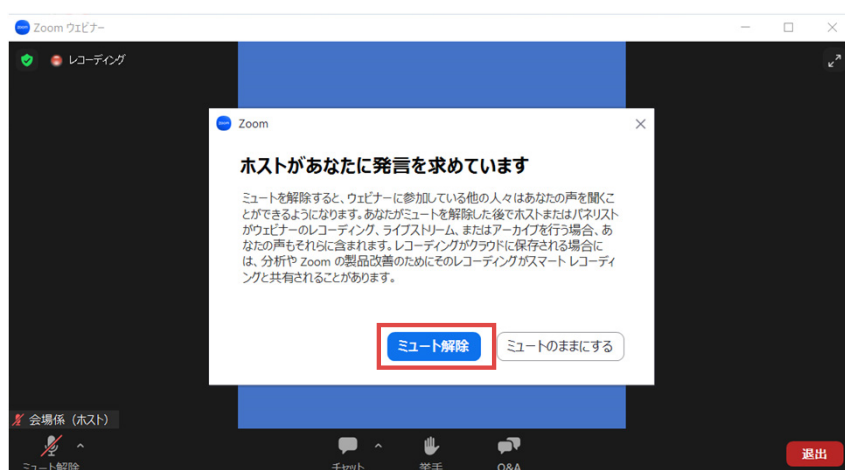 Zoom ウェビナー
レコーディング
zoom Zoom
ホストがあなたに発言を求めています
ミュートを解除すると、ウェビナーに参加している他の人々はあなたの声を聞くこ
とができるようになります。あなたがミュートを解除した後でホストまたはパネリスト
がウェビナーのレコーディング、ライブストリーム、またはアーカイブを行う場合、あ
なたの声もそれらに含まれます。レコーディングがクラウドに保存される場合に
は、分析や Zoom の製品改善のためにそのレコーディングがスマート レコーディ
ングと共有されることがあります。
ミュート解除 ミュートのままにする
会場係（ホスト）
ミュート解除 チャット 挙手 Q&A 退出